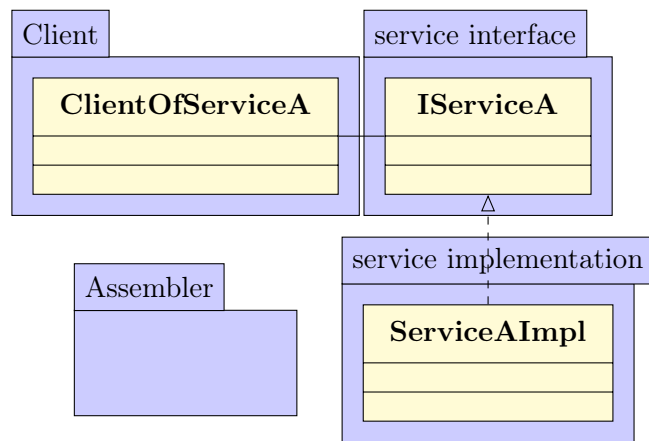 Client
service interface
ClientOfServiceA
IServiceA
Assembler
service implementation
ServiceAImpl